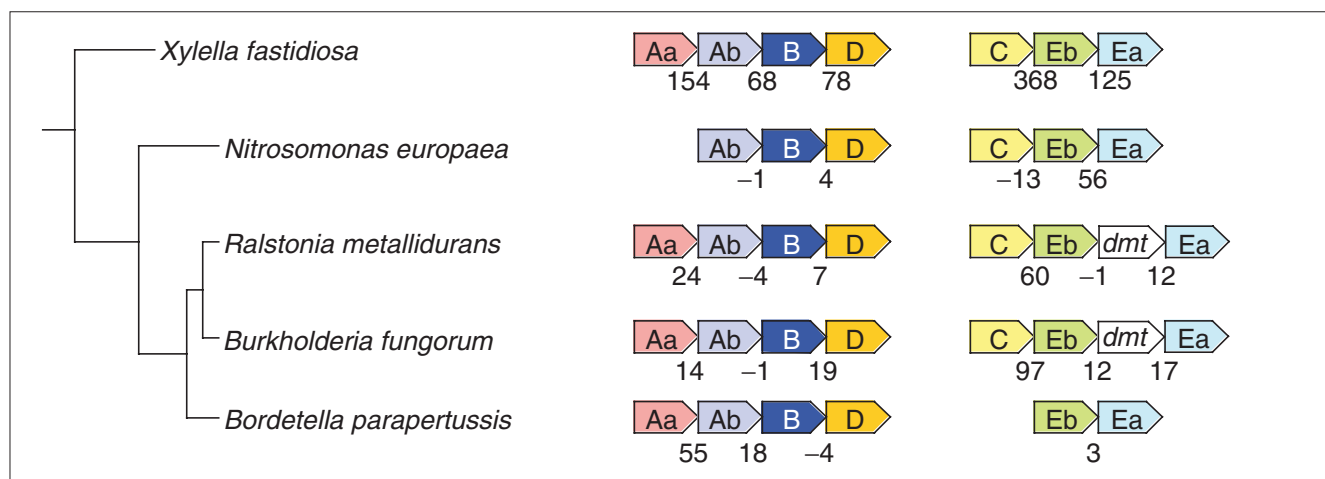 Xylella fastidiosa Aa Ab B D C Eb Ea
154 68 78 368 125
Nitrosomonas europaea Ab B D C Eb Ea
–1 4 –13 56
Ralstonia metallidurans Aa Ab B D C Eb dmt Ea
24 –4 7 60 –1 12
Burkholderia fungorum Aa Ab B D C Eb dmt Ea
14 –1 19 97 12 17
Bordetella parapertussis Aa Ab B D Eb Ea
55 18 –4 3